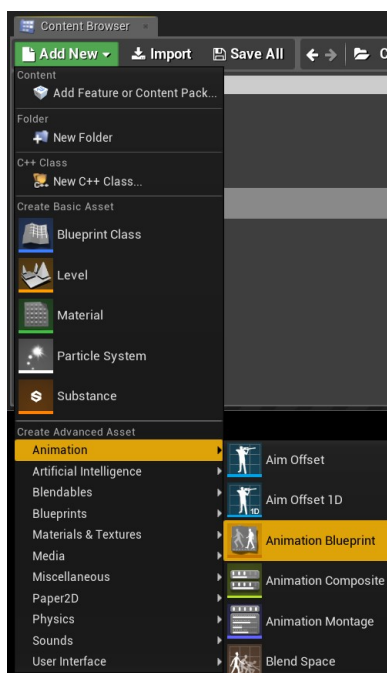 Content Browser
Add New
Import
Save All
Content
Add Feature or Content Pack...
Folder
New Folder
C++ Class
New C++ Class...
Create Basic Asset
Blueprint Class
Level
Material
Particle System
Substance
Create Advanced Asset
Animation
Artificial Intelligence
Blendables
Blueprints
Materials & Textures
Media
Miscellaneous
Paper2D
Physics
Sounds
User Interface
Aim Offset
1D
Aim Offset 1D
Animation Blueprint
Animation Composite
Animation Montage
Blend Space